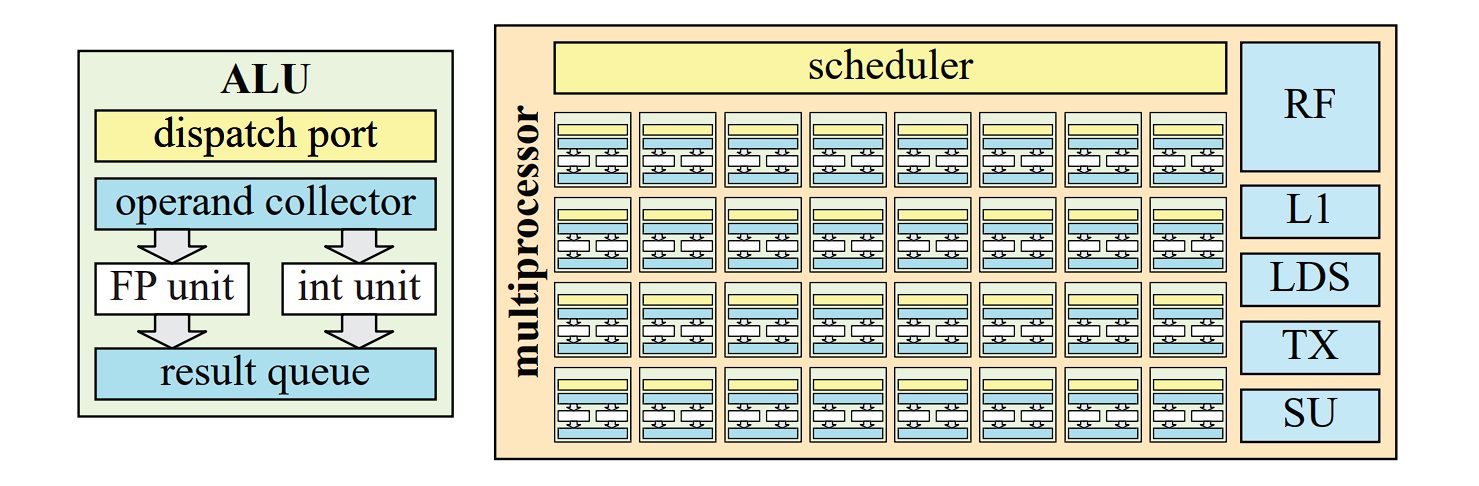 ALU
dispatch port
operand collector
FP unit
int unit
result queue
multiprocessor
scheduler
RF
L1
LDS
TX
SU